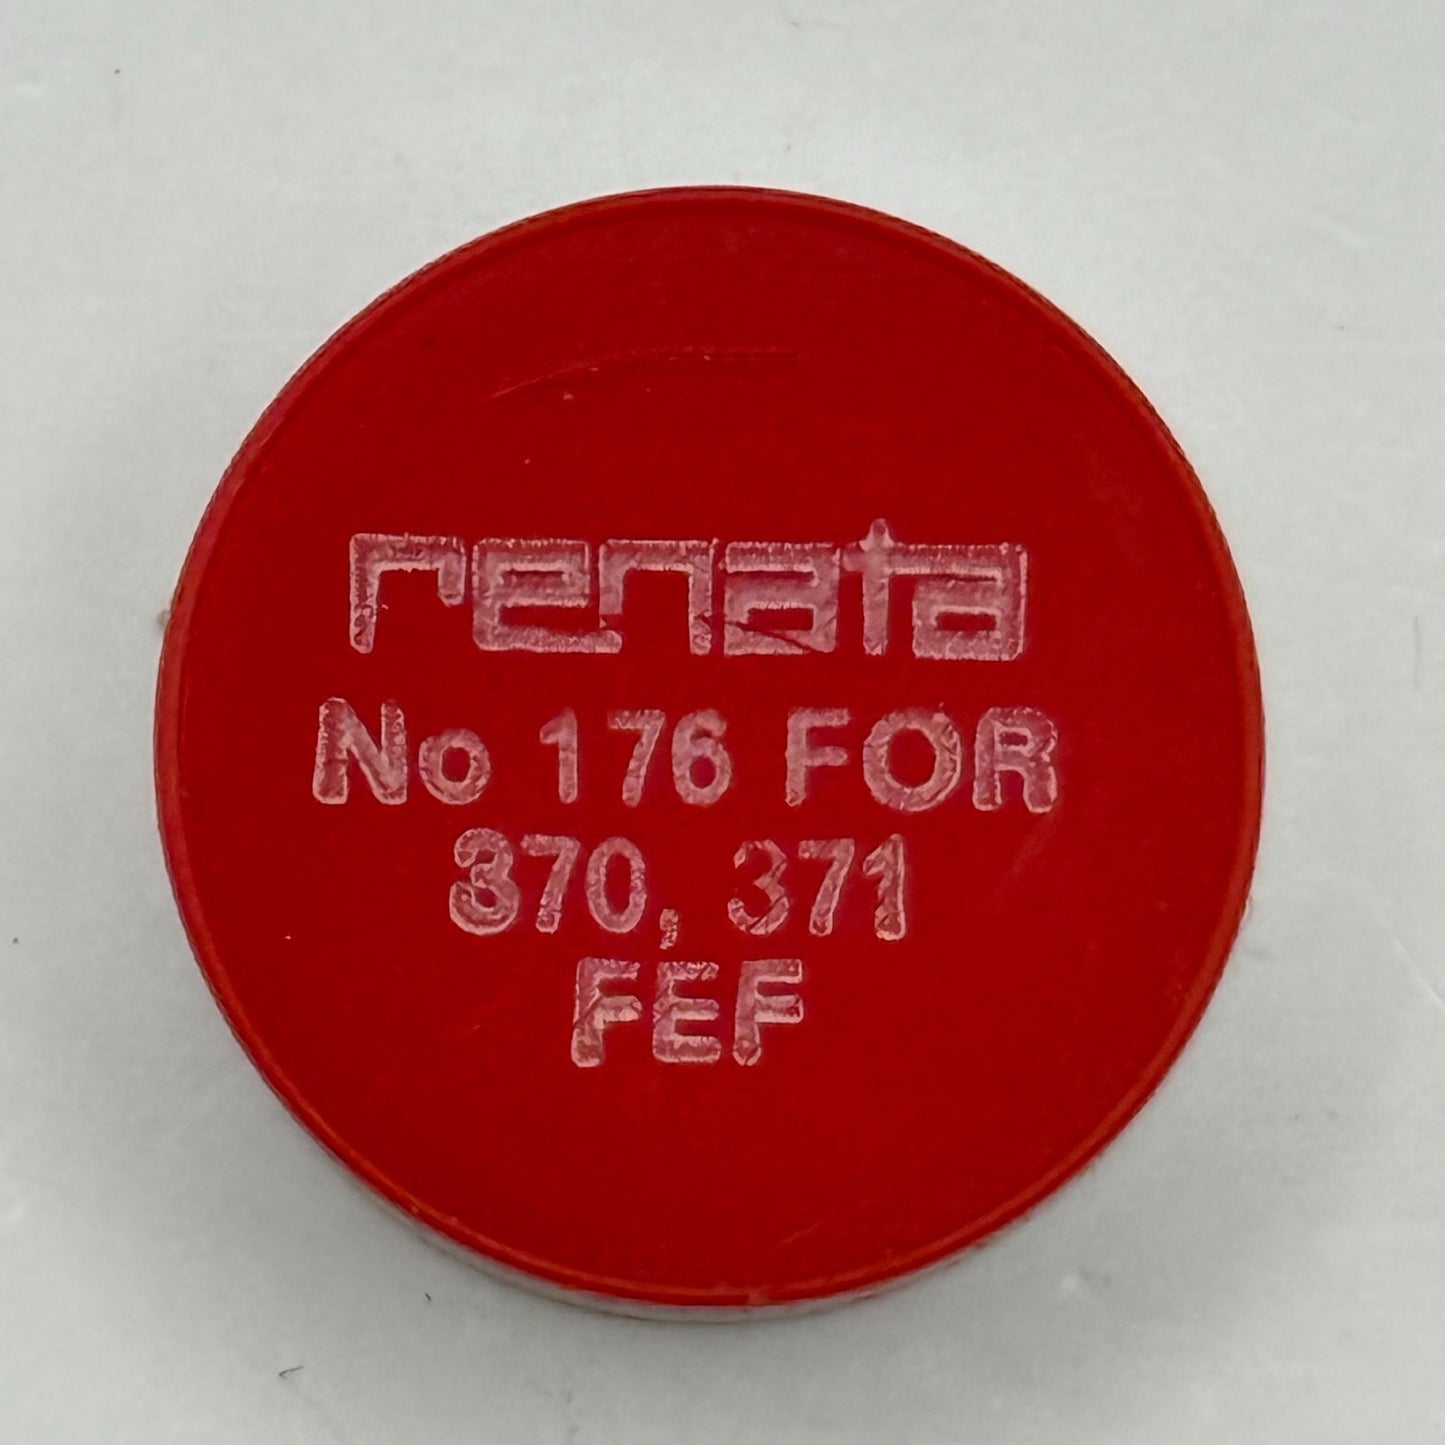 renata
No 176 FOR
370, 371
FEF